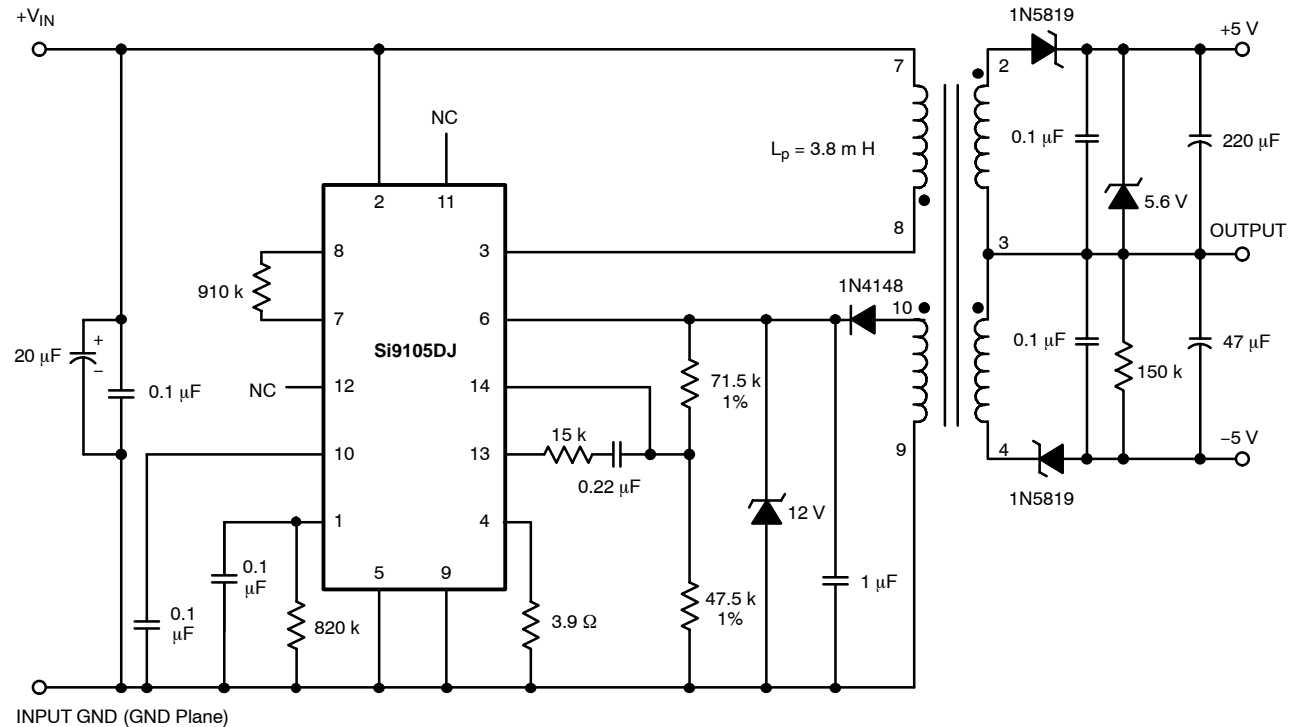 +VIN
1N5819
+5 V
7
2
NC
Lp = 3.8 m H
0.1 µF
220 µF
2
11
5.6 V
8
OUTPUT
8
3
3
910 k
1N4148
10
7
6
Si9105DJ
20 µF
+
−
0.1 µF
NC
12
14
71.5 k
1%
0.1 µF
47 µF
150 k
15 k
10
13
0.22 µF
9
4
−5 V
1N5819
1
4
12 V
0.1
µF
5
9
1 µF
0.1
µF
820 k
3.9 Ω
47.5 k
1%
INPUT GND (GND Plane)